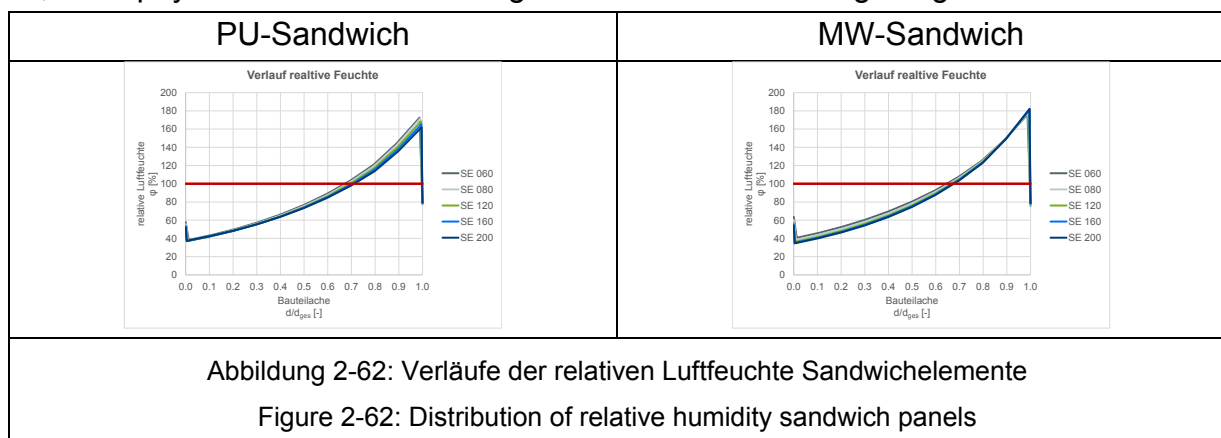 PU-Sandwich
MW-Sandwich
Verlauf realtive Feuchte
200
180
160
140
120
100
80
60
40
20
0
relative Luftfeuchte
φ [%]
0.0 0.1 0.2 0.3 0.4 0.5 0.6 0.7 0.8 0.9 1.0
Bauteilache
d/dges [-]
SE 060
SE 080
SE 120
SE 160
SE 200
Verlauf realtive Feuchte
200
180
160
140
120
100
80
60
40
20
0
relative Luftfeuchte
φ [%]
0.0 0.1 0.2 0.3 0.4 0.5 0.6 0.7 0.8 0.9 1.0
Bauteilache
d/dges [-]
SE 060
SE 080
SE 120
SE 160
SE 200
Abbildung 2-62: Verläufe der relativen Luftfeuchte Sandwichelemente
Figure 2-62: Distribution of relative humidity sandwich panels